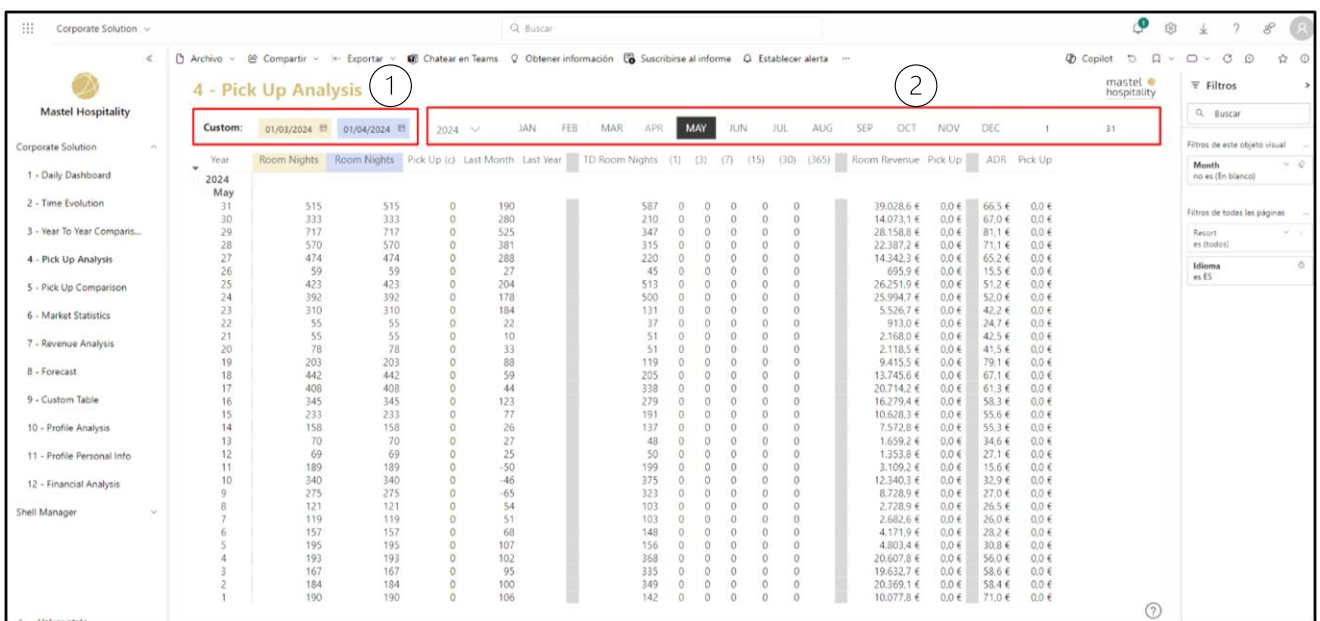 Corporate Solution
Buscar
1
A
Archivo Compartir Exportar Chatear en Teams Obtener información Suscribirse al informe Establecer alerta ... Copilot
Mastel Hospitality
Corporate Solution
1 - Daily Dashboard
2 - Time Evolution
3 - Year To Year Comparis...
4 - Pick Up Analysis
5 - Pick Up Comparison
6 - Market Statistics
7 - Revenue Analysis
8 - Forecast
9 - Custom Table
10 - Profile Analysis
11 - Profile Personal Info
12 - Financial Analysis
Shell Manager
4 - Pick Up Analysis
1
2
mastel
hospitality
Custom: 01/03/2024 01/04/2024 2024 JAN FEB MAR APR MAY JUN JUL AUG SEP OCT NOV DEC 1 31
Year Room Nights Room Nights Pick Up (c) Last Month Last Year TD Room Nights (1) (3) (7) (15) (30) (365) Room Revenue Pick Up ADR Pick Up
2024
May
31 515 515 0 190 587 0 0 0 0 0 0 39.028,6 € 0,0 € 66,5 € 0,0 €
30 333 333 0 280 210 0 0 0 0 0 0 14.073,1 € 0,0 € 67,0 € 0,0 €
29 717 717 0 525 347 0 0 0 0 0 0 28.158,8 € 0,0 € 81,1 € 0,0 €
28 570 570 0 381 315 0 0 0 0 0 0 22.387,2 € 0,0 € 71,1 € 0,0 €
27 474 474 0 288 220 0 0 0 0 0 0 14.342,3 € 0,0 € 65,2 € 0,0 €
26 59 59 0 27 45 0 0 0 0 0 0 695,9 € 0,0 € 15,5 € 0,0 €
25 423 423 0 204 513 0 0 0 0 0 0 26.251,9 € 0,0 € 51,2 € 0,0 €
24 392 392 0 178 500 0 0 0 0 0 0 25.994,7 € 0,0 € 52,0 € 0,0 €
23 310 310 0 184 131 0 0 0 0 0 0 5.526,7 € 0,0 € 42,2 € 0,0 €
22 55 55 0 22 37 0 0 0 0 0 0 913,0 € 0,0 € 24,7 € 0,0 €
21 55 55 0 10 51 0 0 0 0 0 0 2.168,0 € 0,0 € 42,5 € 0,0 €
20 78 78 0 33 51 0 0 0 0 0 0 2.118,5 € 0,0 € 41,5 € 0,0 €
19 203 203 0 88 119 0 0 0 0 0 0 9.415,5 € 0,0 € 79,1 € 0,0 €
18 442 442 0 59 205 0 0 0 0 0 0 13.745,6 € 0,0 € 67,1 € 0,0 €
17 408 408 0 44 338 0 0 0 0 0 0 20.714,2 € 0,0 € 61,3 € 0,0 €
16 345 345 0 123 279 0 0 0 0 0 0 16.279,4 € 0,0 € 58,3 € 0,0 €
15 233 233 0 77 191 0 0 0 0 0 0 10.628,3 € 0,0 € 55,6 € 0,0 €
14 158 158 0 26 137 0 0 0 0 0 0 7.572,8 € 0,0 € 55,3 € 0,0 €
13 70 70 0 27 48 0 0 0 0 0 0 1.659,2 € 0,0 € 34,6 € 0,0 €
12 69 69 0 25 50 0 0 0 0 0 0 1.353,8 € 0,0 € 27,1 € 0,0 €
11 189 189 0 -50 199 0 0 0 0 0 0 3.109,2 € 0,0 € 15,6 € 0,0 €
10 340 340 0 -46 375 0 0 0 0 0 0 12.340,3 € 0,0 € 32,9 € 0,0 €
9 275 275 0 -65 323 0 0 0 0 0 0 8.728,9 € 0,0 € 27,0 € 0,0 €
8 121 121 0 54 103 0 0 0 0 0 0 2.728,9 € 0,0 € 26,5 € 0,0 €
7 119 119 0 51 103 0 0 0 0 0 0 2.682,6 € 0,0 € 26,0 € 0,0 €
6 157 157 0 68 148 0 0 0 0 0 0 4.171,9 € 0,0 € 28,2 € 0,0 €
5 195 195 0 107 156 0 0 0 0 0 0 4.803,4 € 0,0 € 30,8 € 0,0 €
4 193 193 0 102 368 0 0 0 0 0 0 20.607,8 € 0,0 € 56,0 € 0,0 €
3 167 167 0 95 335 0 0 0 0 0 0 19.632,7 € 0,0 € 58,6 € 0,0 €
2 184 184 0 100 349 0 0 0 0 0 0 20.369,1 € 0,0 € 58,4 € 0,0 €
1 190 190 0 106 142 0 0 0 0 0 0 10.077,8 € 0,0 € 71,0 € 0,0 €
Filtros
Buscar
Filtros de este objeto visual ...
Month
no es (En blanco)
Filtros de todas las páginas ...
Resort
es (todos)
Idioma
es ES